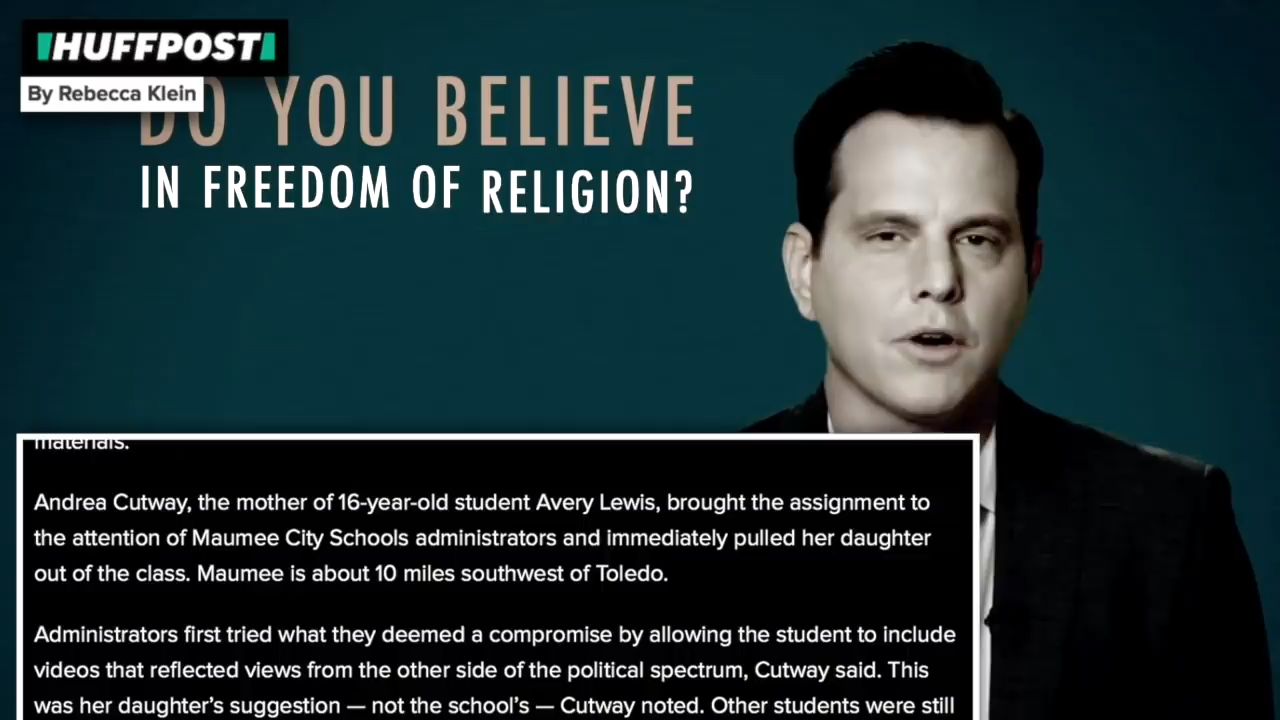 HUFFPOST
By Rebecca Klein
DO YOU BELIEVE
IN FREEDOM OF RELIGION?
materials.
Andrea Cutway, the mother of 16-year-old student Avery Lewis, brought the assignment to
the attention of Maumee City Schools administrators and immediately pulled her daughter
out of the class. Maumee is about 10 miles southwest of Toledo.
Administrators first tried what they deemed a compromise by allowing the student to include
videos that reflected views from the other side of the political spectrum, Cutway said. This
was her daughter’s suggestion — not the school’s — Cutway noted. Other students were still